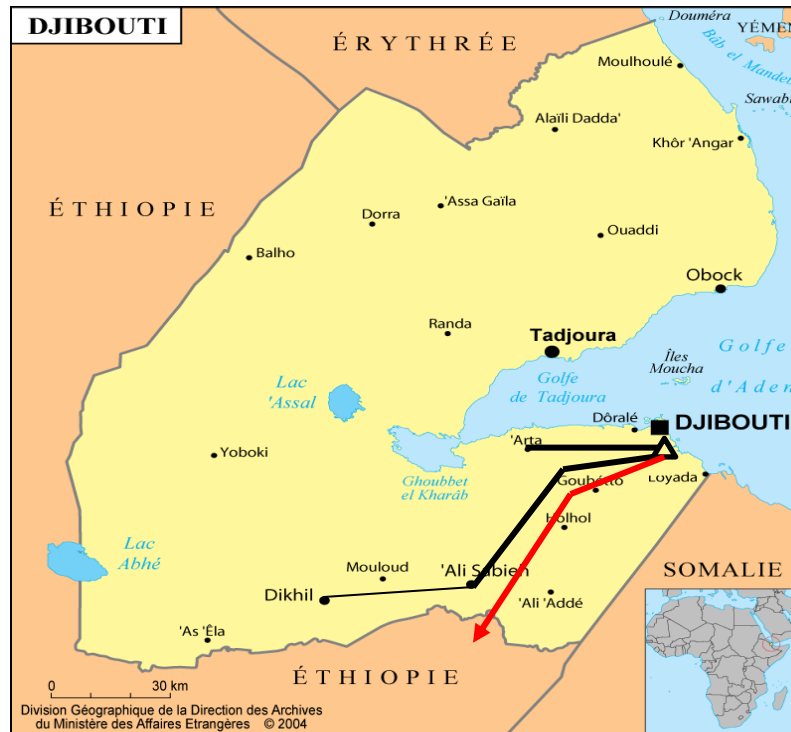 DJIBOUTI
ÉRYTHRÉE
Douméra
YÉMEN
Bâb el Mandeb
Moulhoulé
Sawabi
Alaïli Dadda'
Khôr 'Angar
ÉTHIOPIE
'Assa Gaïla
Dorra
Ouaddi
Balho
Obock
Randa
Tadjoura
Golfe
de Tadjoura
Îles
Moucha
Golfe
d'Aden
Lac
'Assal
Dôralé
DJIBOUTI
'Arta
Yoboki
Ghoubbet
el Kharâb
Goubétto
Loyada
Holhol
Lac
Abhé
Mouloud
'Ali Sabieh
SOMALIE
Dikhil
'Ali 'Addé
'As 'Êla
ÉTHIOPIE
0 30 km
Division Géographique de la Direction des Archives
du Ministère des Affaires Etrangères © 2004